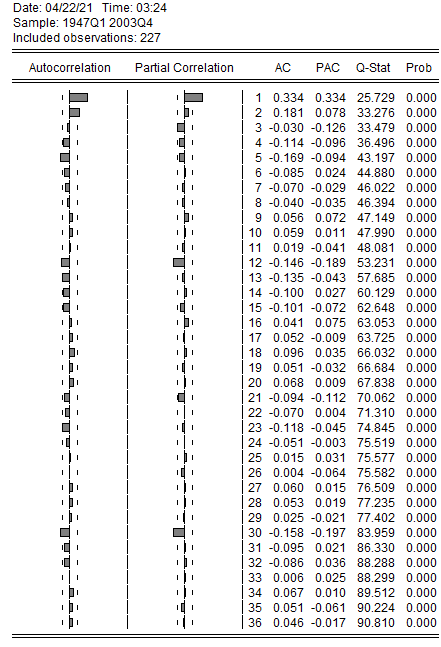 Date: 04/22/21 Time: 03:24
Sample: 1947Q1 2003Q4
Included observations: 227
Autocorrelation Partial Correlation AC PAC Q-Stat Prob
1 0.334 0.334 25.729 0.000
2 0.181 0.078 33.276 0.000
3 -0.030 -0.126 33.479 0.000
4 -0.114 -0.096 36.496 0.000
5 -0.169 -0.094 43.197 0.000
6 -0.085 0.024 44.880 0.000
7 -0.070 -0.029 46.022 0.000
8 -0.040 -0.035 46.394 0.000
9 0.056 0.072 47.149 0.000
10 0.059 0.011 47.990 0.000
11 0.019 -0.041 48.081 0.000
12 -0.146 -0.189 53.231 0.000
13 -0.135 -0.043 57.685 0.000
14 -0.100 0.027 60.129 0.000
15 -0.101 -0.072 62.648 0.000
16 0.041 0.075 63.053 0.000
17 0.052 -0.009 63.725 0.000
18 0.096 0.035 66.032 0.000
19 0.051 -0.032 66.684 0.000
20 0.068 0.009 67.838 0.000
21 -0.094 -0.112 70.062 0.000
22 -0.070 0.004 71.310 0.000
23 -0.118 -0.045 74.845 0.000
24 -0.051 -0.003 75.519 0.000
25 0.015 0.031 75.577 0.000
26 0.004 -0.064 75.582 0.000
27 0.060 0.015 76.509 0.000
28 0.053 0.019 77.235 0.000
29 0.025 -0.021 77.402 0.000
30 -0.158 -0.197 83.959 0.000
31 -0.095 0.021 86.330 0.000
32 -0.086 0.036 88.288 0.000
33 0.006 0.025 88.299 0.000
34 0.067 0.010 89.512 0.000
35 0.051 -0.061 90.224 0.000
36 0.046 -0.017 90.810 0.000